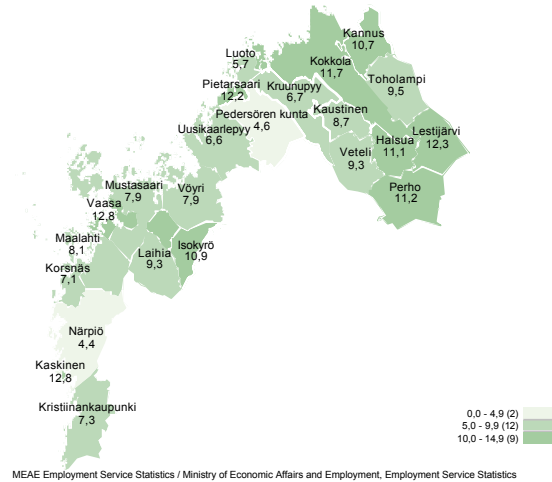 Kannus
10,7
Luoto
5,7
Kokkola
11,7
Pietarsaari
12,2
Kruunupyy
6,7
Toholampi
9,5
Pedersören kunta
4,6
Kaustinen
8,7
Uusikaarlepyy
6,6
Lestijärvi
12,3
Halsua
11,1
Veteli
9,3
Perho
11,2
Mustasaari
7,9
Vöyri
7,9
Vaasa
12,8
Maalahti
8,1
Isokyrö
10,9
Laihia
9,3
Korsnäs
7,1
Närpiö
4,4
Kaskinen
12,8
Kristiinankaupunki
7,3
0,0 - 4,9 (2)
5,0 - 9,9 (12)
10,0 - 14,9 (9)
MEAE Employment Service Statistics / Ministry of Economic Affairs and Employment, Employment Service Statistics